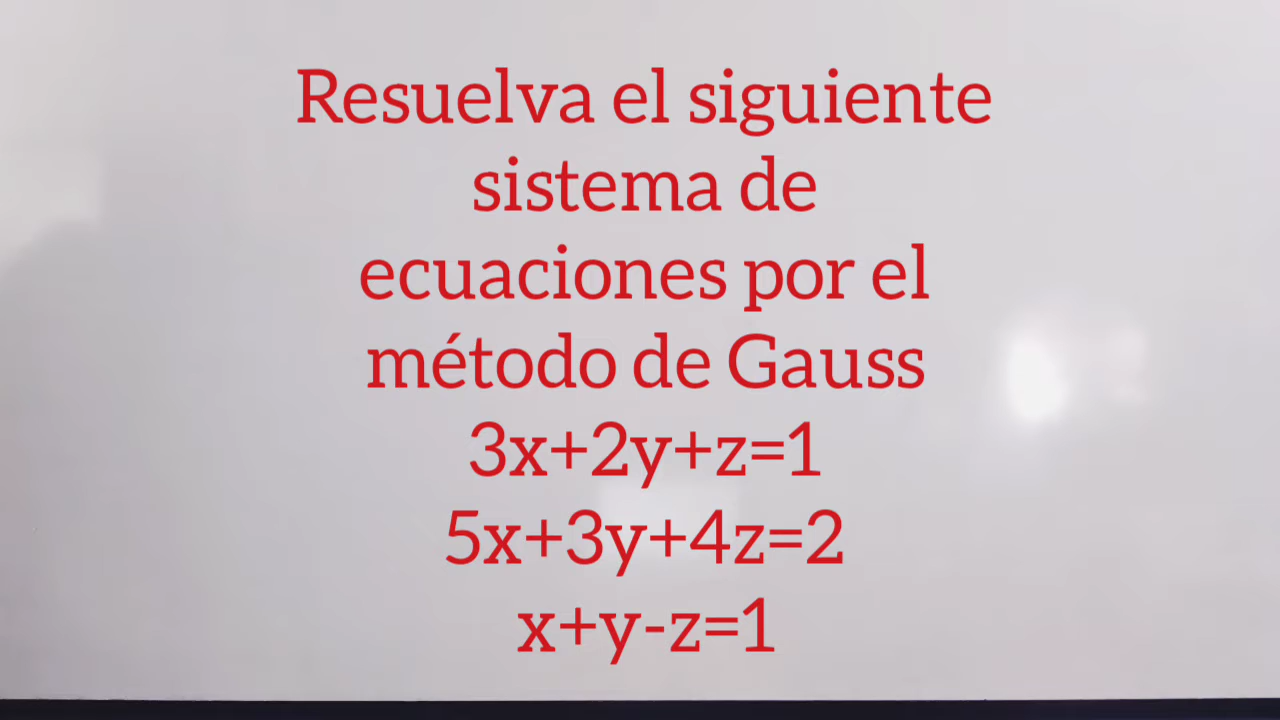 Resuelva el siguiente
sistema de
ecuaciones por el
método de Gauss
3x+2y+z=1
5x+3y+4z=2
x+y-z=1